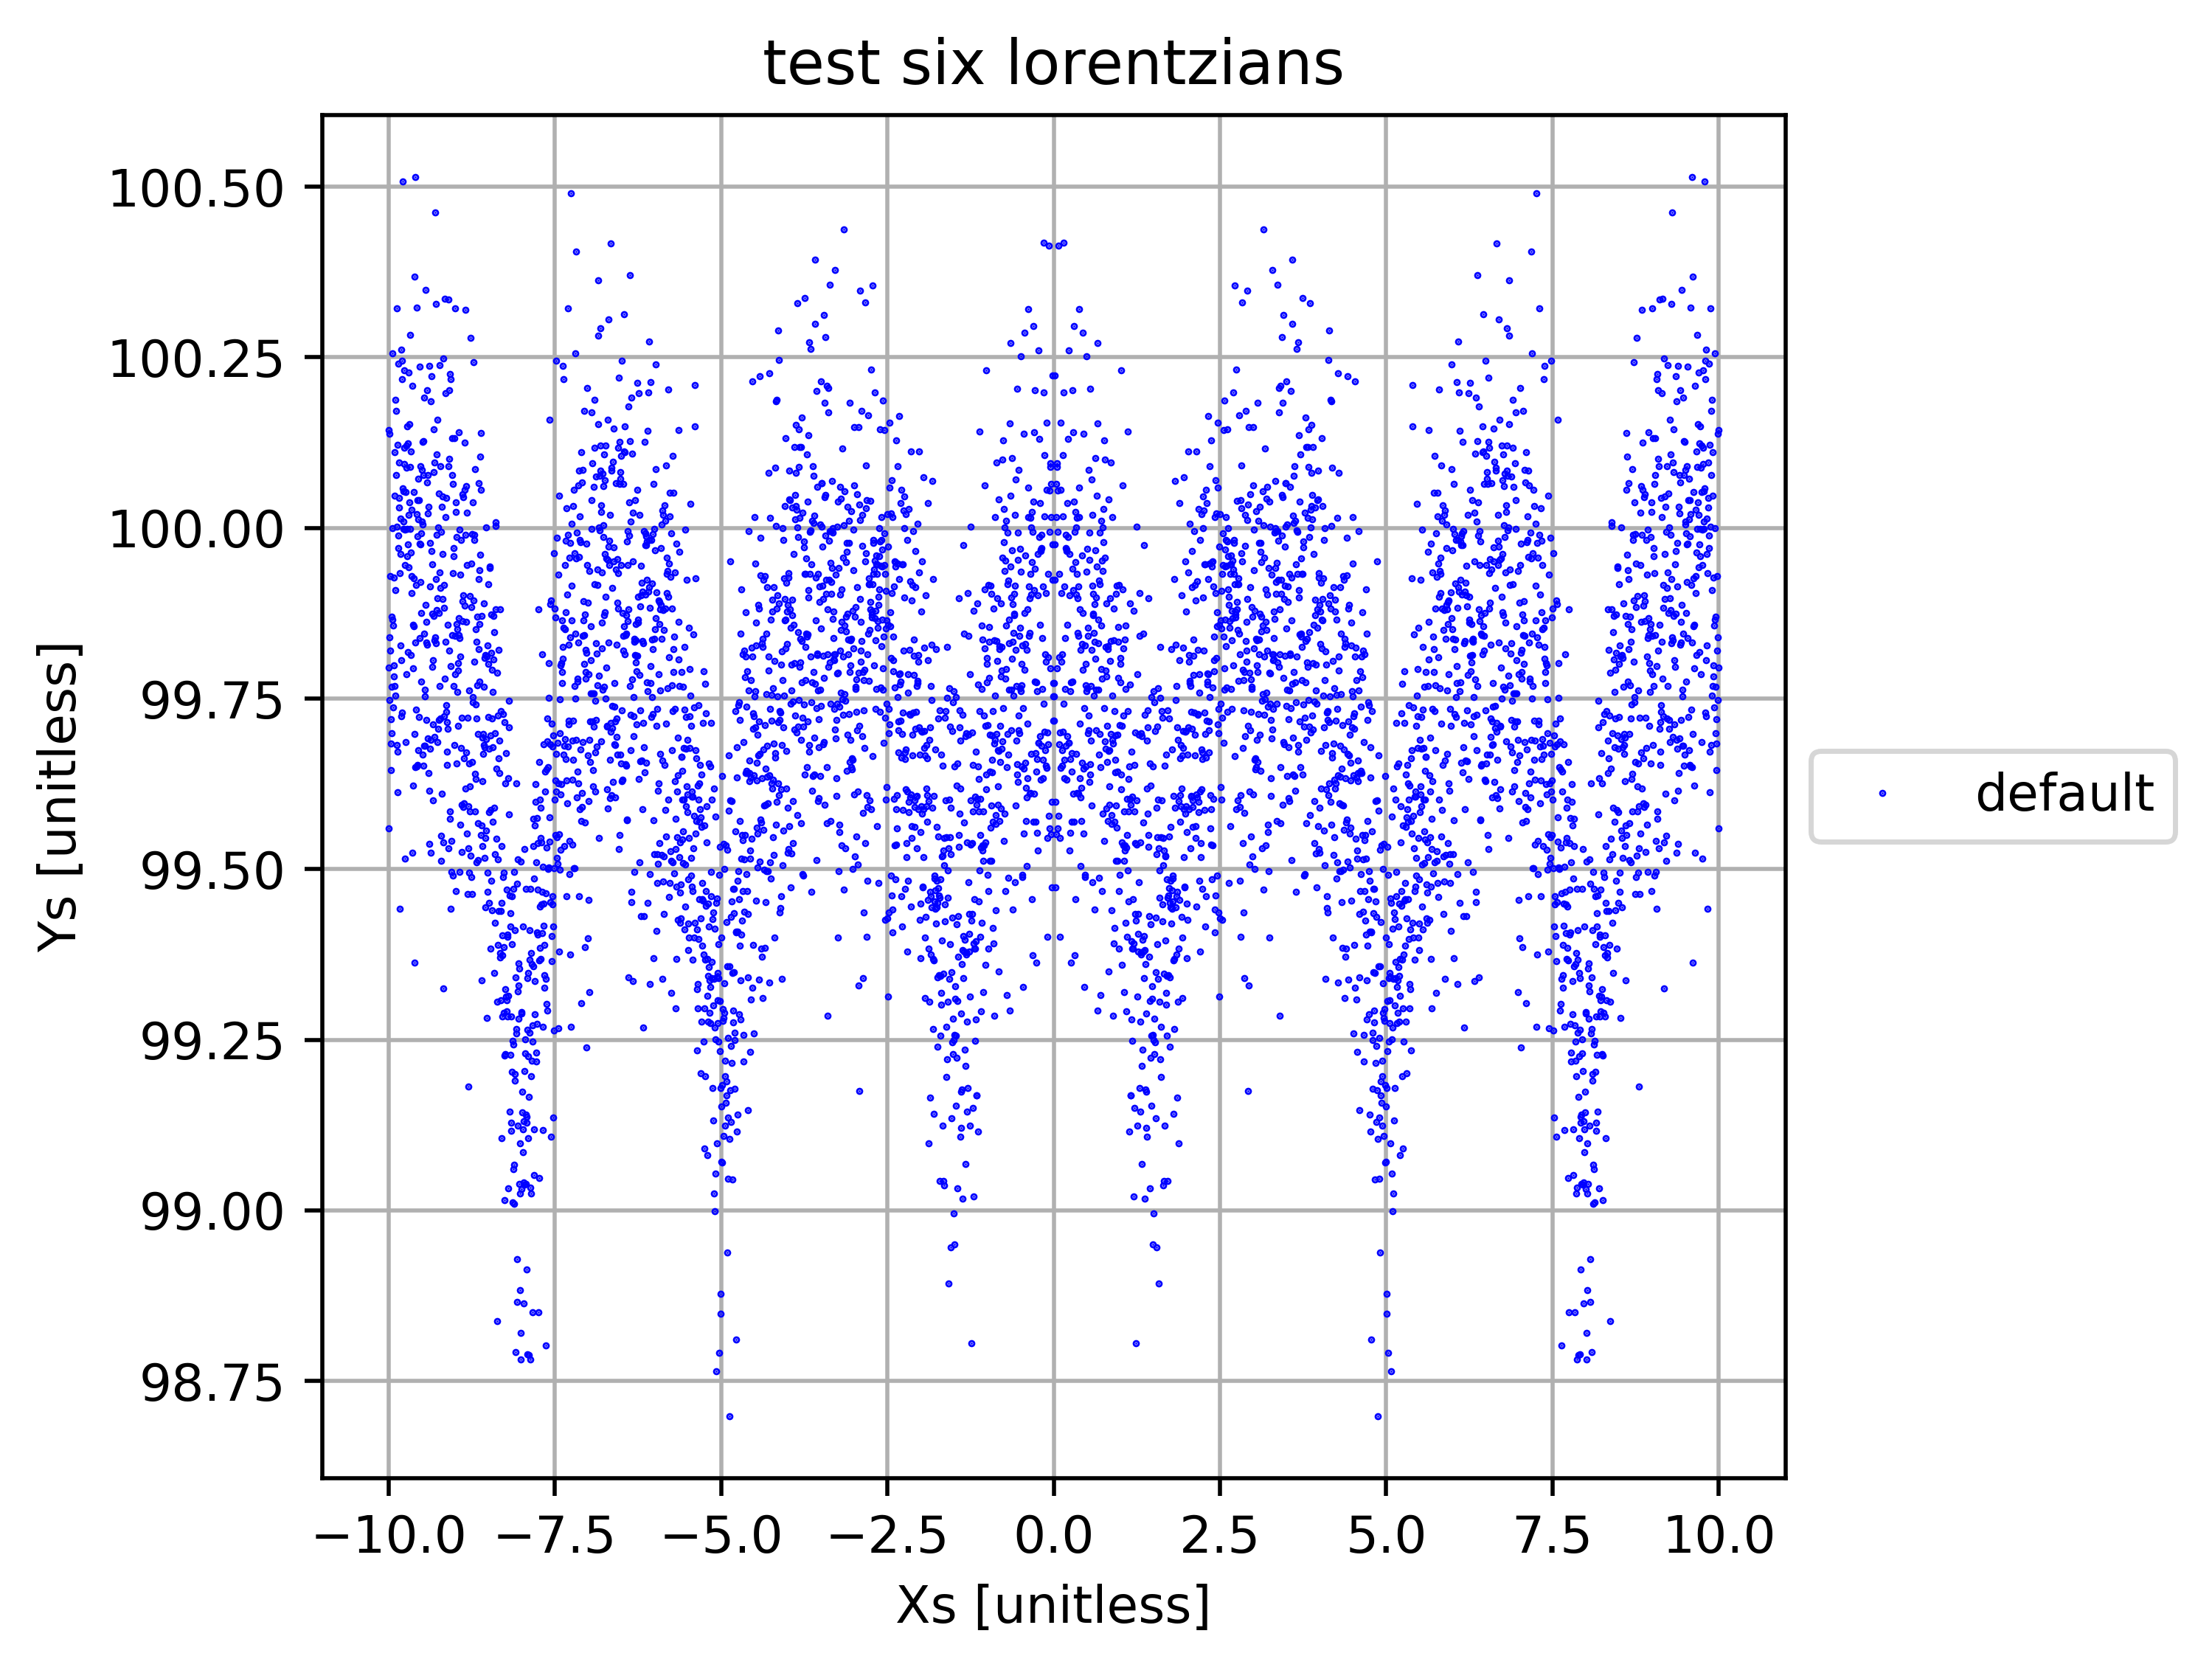 test six lorentzians
Ys [unitless]
100.50
100.25
100.00
99.75
99.50
99.25
99.00
98.75
−10.0 −7.5 −5.0 −2.5 0.0 2.5 5.0 7.5 10.0
Xs [unitless]
default